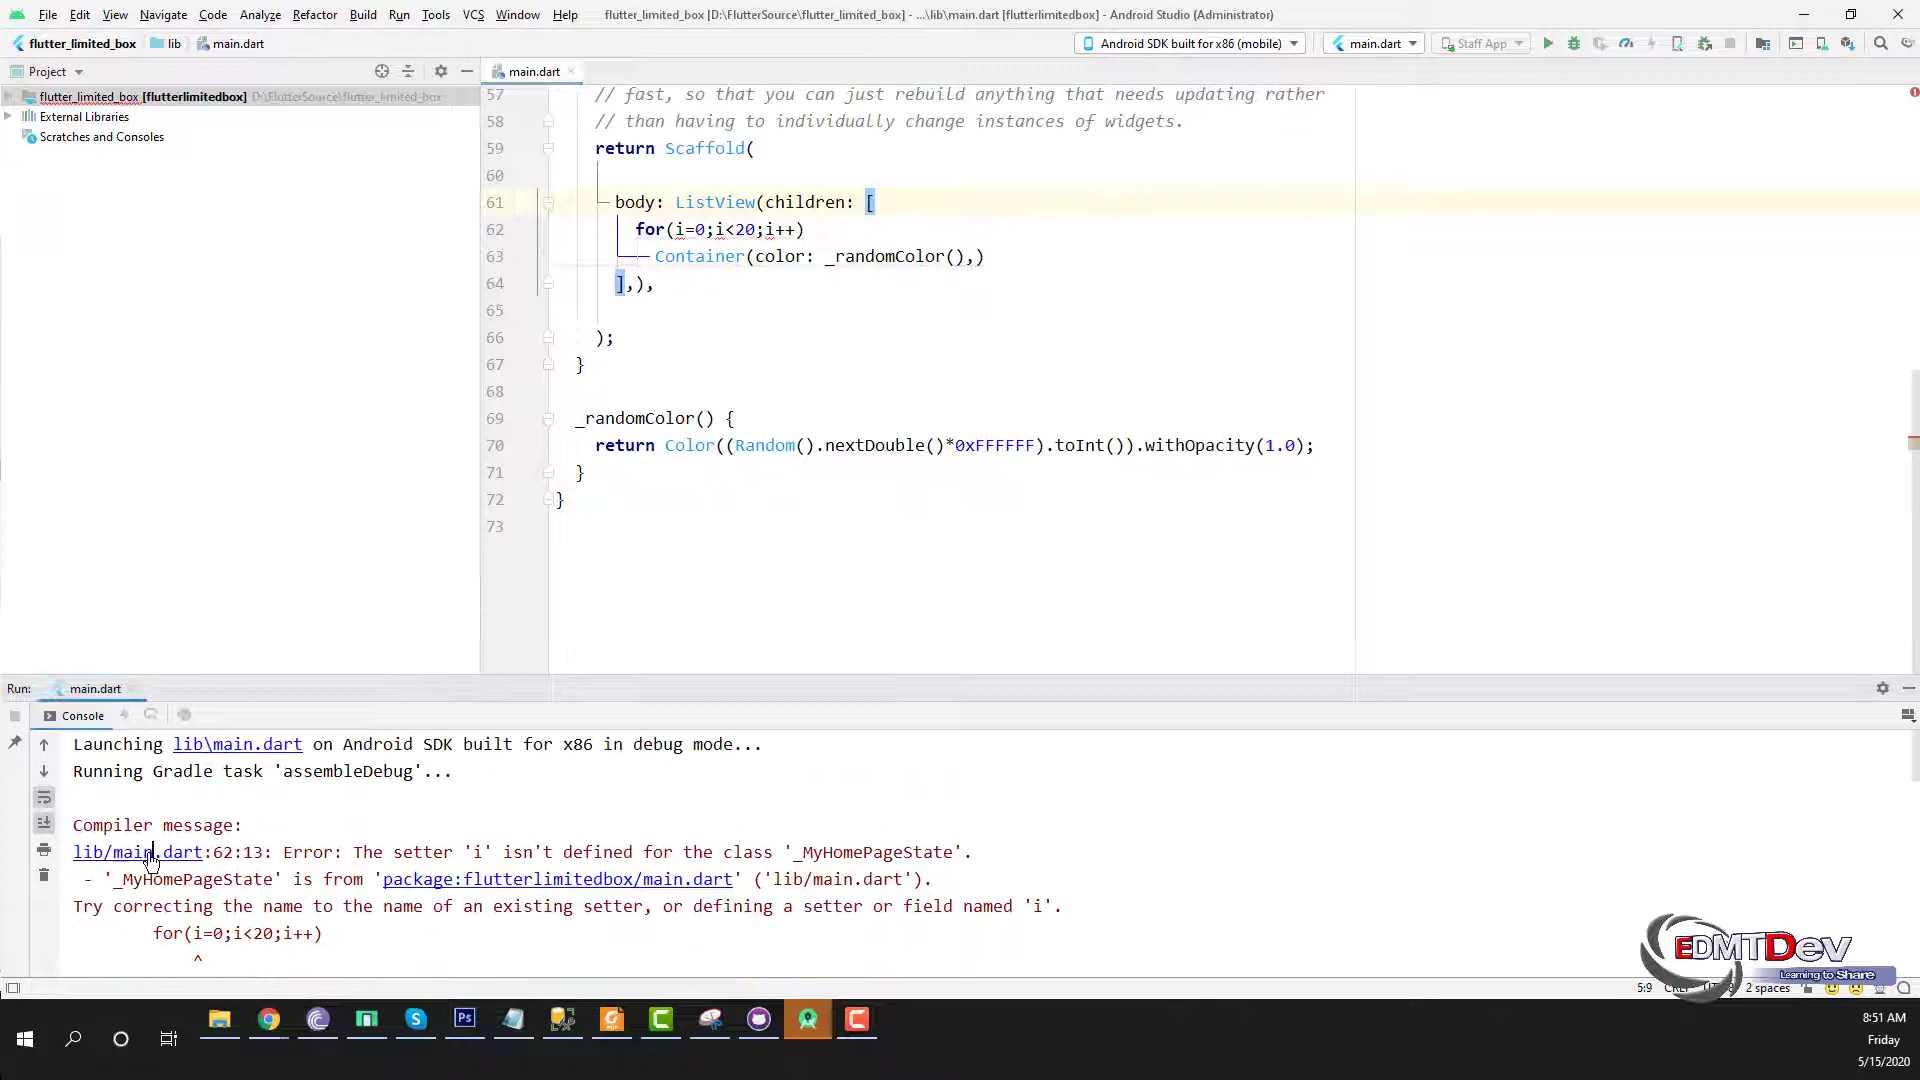 File Edit View Navigate Code Analyze Refactor Build Run Tools VCS Window Help flutter_limited_box [D:\FlutterSource\flutter_limited_box] - ...\lib\main.dart [flutterlimitedbox] - Android Studio (Administrator)
flutter_limited_box lib main.dart Android SDK built for x86 (mobile) main.dart Staff App
Project main.dart
flutter_limited_box [flutterlimitedbox] D:\FlutterSource\flutter_limited_box
External Libraries
Scratches and Consoles
57 // fast, so that you can just rebuild anything that needs updating rather
58 // than having to individually change instances of widgets.
59 return Scaffold(
60
61 body: ListView(children: [
62 for(i=0;i<20;i++)
63 Container(color: _randomColor(),)
64 ],),
65
66 );
67 }
68
69 _randomColor() {
70 return Color((Random().nextDouble()*0xFFFFFF).toInt()).withOpacity(1.0);
71 }
72 }
73
Run: main.dart
Console
Launching lib\main.dart on Android SDK built for x86 in debug mode...
Running Gradle task 'assembleDebug'...
Compiler message:
lib/main.dart:62:13: Error: The setter 'i' isn't defined for the class '_MyHomePageState'.
- '_MyHomePageState' is from 'package:flutterlimitedbox/main.dart' ('lib/main.dart').
Try correcting the name to the name of an existing setter, or defining a setter or field named 'i'.
for(i=0;i<20;i++)
^
EDMTDev
Learning to Share
5:9 2 spaces
8:51 AM
Friday
5/15/2020